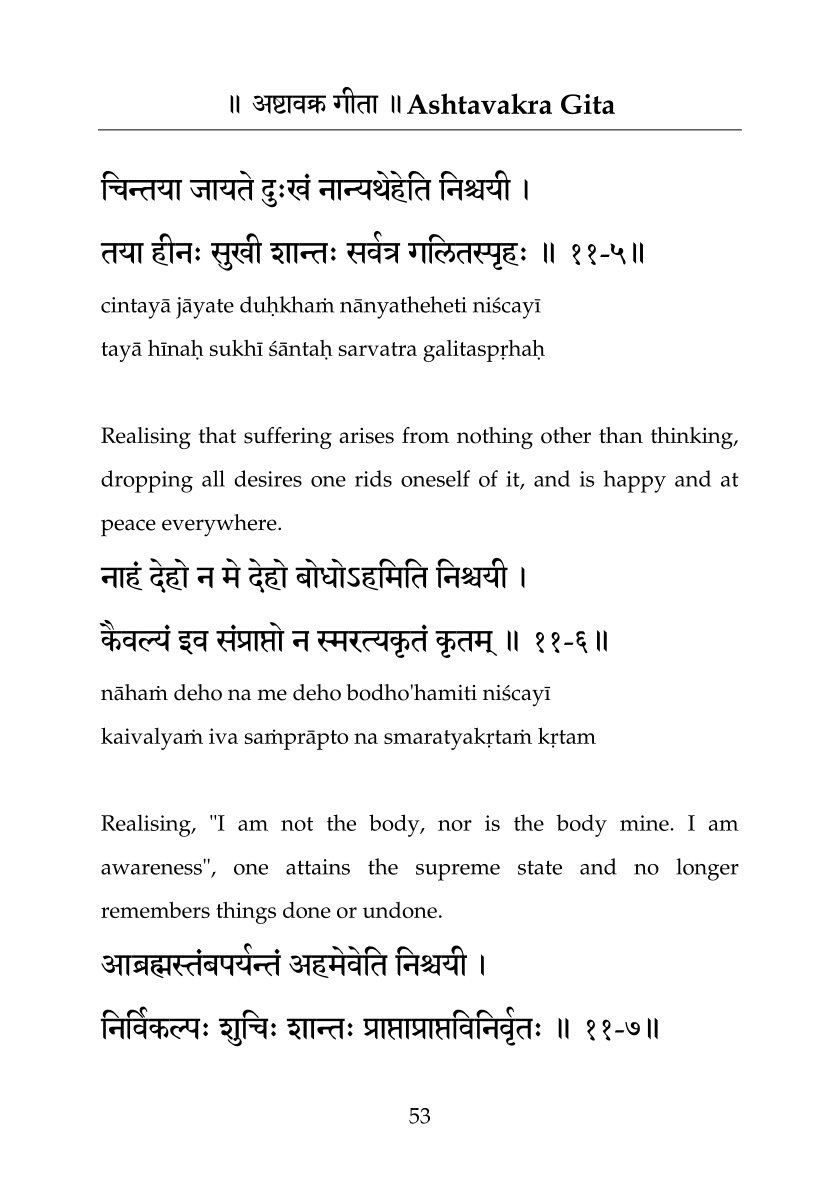 ॥ अष्टावक्र गीता ॥ Ashtavakra Gita
चिन्तया जायते दुःखं नान्यथेहेति निश्चयी ।
तया हीनः सुखी शान्तः सर्वत्र गलितस्पृहः ॥ ११-५॥
cintayā jāyate duḥkhaṁ nānyatheheti niścayī
tayā hīnaḥ sukhī śāntaḥ sarvatra galitaspṛhaḥ
Realising that suffering arises from nothing other than thinking,
dropping all desires one rids oneself of it, and is happy and at
peace everywhere.
नाहं देहो न मे देहो बोधोऽहमिति निश्चयी ।
कैवल्यं इव संप्राप्तो न स्मरत्यकृतं कृतम् ॥ ११-६॥
nāhaṁ deho na me deho bodho'hamiti niścayī
kaivalyaṁ iva saṁprāpto na smaratyakṛtaṁ kṛtam
Realising, "I am not the body, nor is the body mine. I am
awareness", one attains the supreme state and no longer
remembers things done or undone.
आब्रह्मस्तंबपर्यन्तं अहमेवेति निश्चयी ।
निर्विकल्पः शुचिः शान्तः प्राप्ताप्राप्तविनिर्वृतः ॥ ११-७॥
53